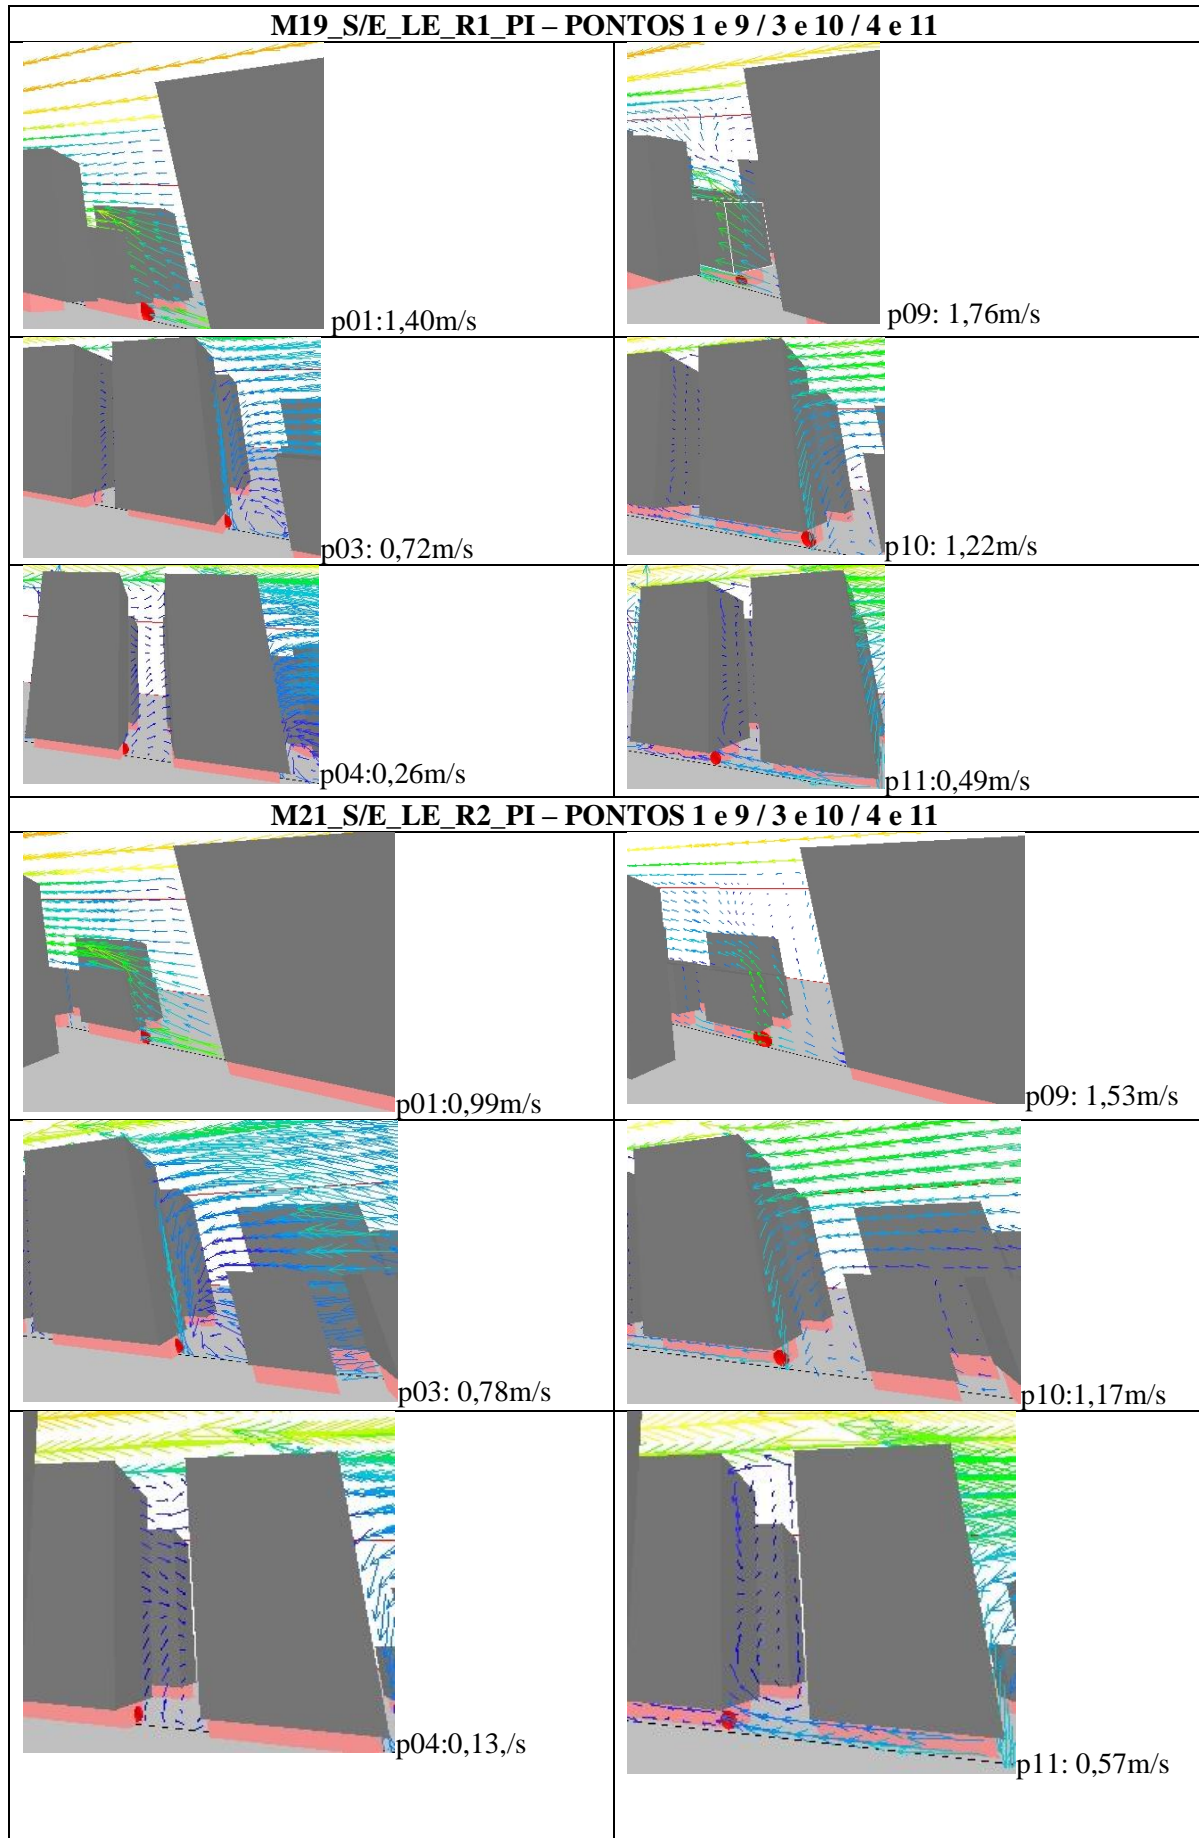 M19_S/E_LE_R1_PI – PONTOS 1 e 9 / 3 e 10 / 4 e 11
p01:1,40m/s
p09: 1,76m/s
p03: 0,72m/s
p10: 1,22m/s
p04:0,26m/s
p11:0,49m/s
M21_S/E_LE_R2_PI – PONTOS 1 e 9 / 3 e 10 / 4 e 11
p01:0,99m/s
p09: 1,53m/s
p03: 0,78m/s
p10:1,17m/s
p04:0,13,/s
p11: 0,57m/s